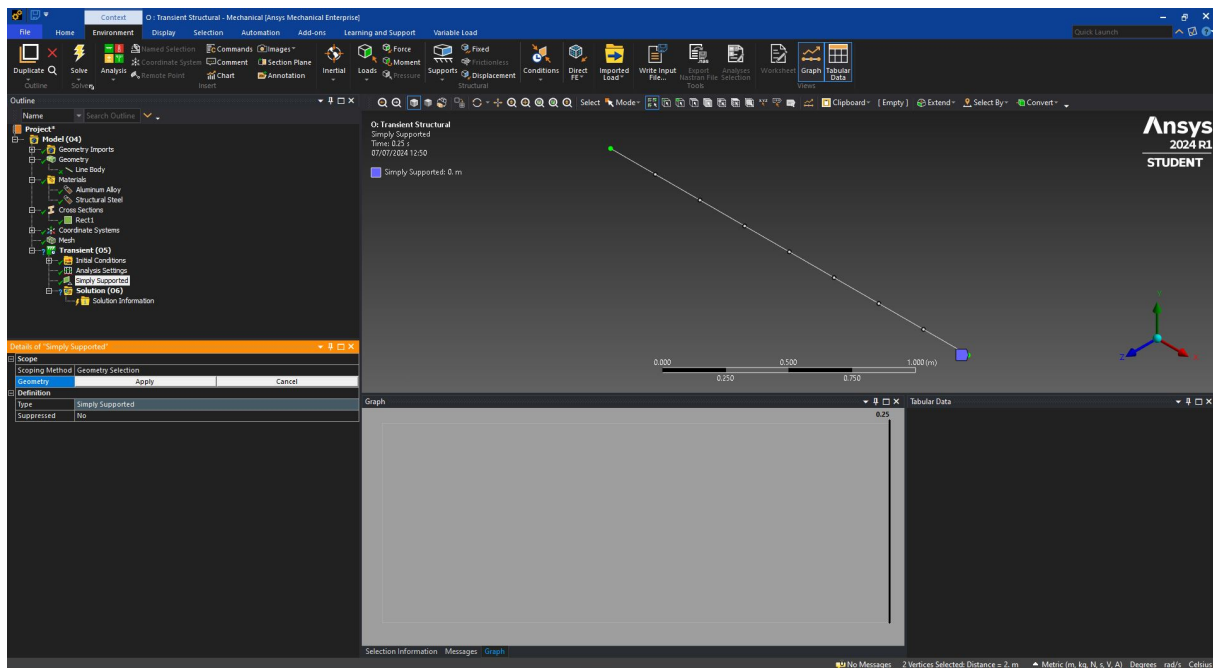 Context
O : Transient Structural - Mechanical [Ansys Mechanical Enterprise]
File Home Environment Display Selection Automation Add-ons Learning and Support Variable Load
Quick Launch
Duplicate Q
Outline
Solve
Analysis
Solver
Named Selection
Coordinate System
Remote Point
Commands
Comment
Chart
Images
Section Plane
Annotation
Insert
Inertial
Loads
Force
Moment
Pressure
Supports
Fixed
Frictionless
Displacement
Structural
Conditions
Direct
FE
Imported
Load
Write Input
File...
Export
Nastran File
Analyses
Selection
Tools
Worksheet
Graph
Tabular
Data
Views
Outline
Select Mode Clipboard [ Empty ] Extend Select By Convert
Name Search Outline
Project*
Model (O4)
Geometry Imports
Geometry
Line Body
Materials
Aluminum Alloy
Structural Steel
Cross Sections
Rect1
Coordinate Systems
Mesh
Transient (O5)
Initial Conditions
Analysis Settings
Simply Supported
Solution (O6)
Solution Information
O: Transient Structural
Simply Supported
Time: 0.25 s
07/07/2024 12:50
Simply Supported: 0. m
Ansys
2024 R1
STUDENT
Y
Z
X
0.000 0.500 1.000 (m)
0.250 0.750
Details of "Simply Supported"
Scope
Scoping Method Geometry Selection
Geometry Apply Cancel
Definition
Type Simply Supported
Suppressed No
Graph
0.25
Tabular Data
Selection Information Messages Graph
No Messages 2 Vertices Selected: Distance = 2. m Metric (m, kg, N, s, V, A) Degrees rad/s Celsius